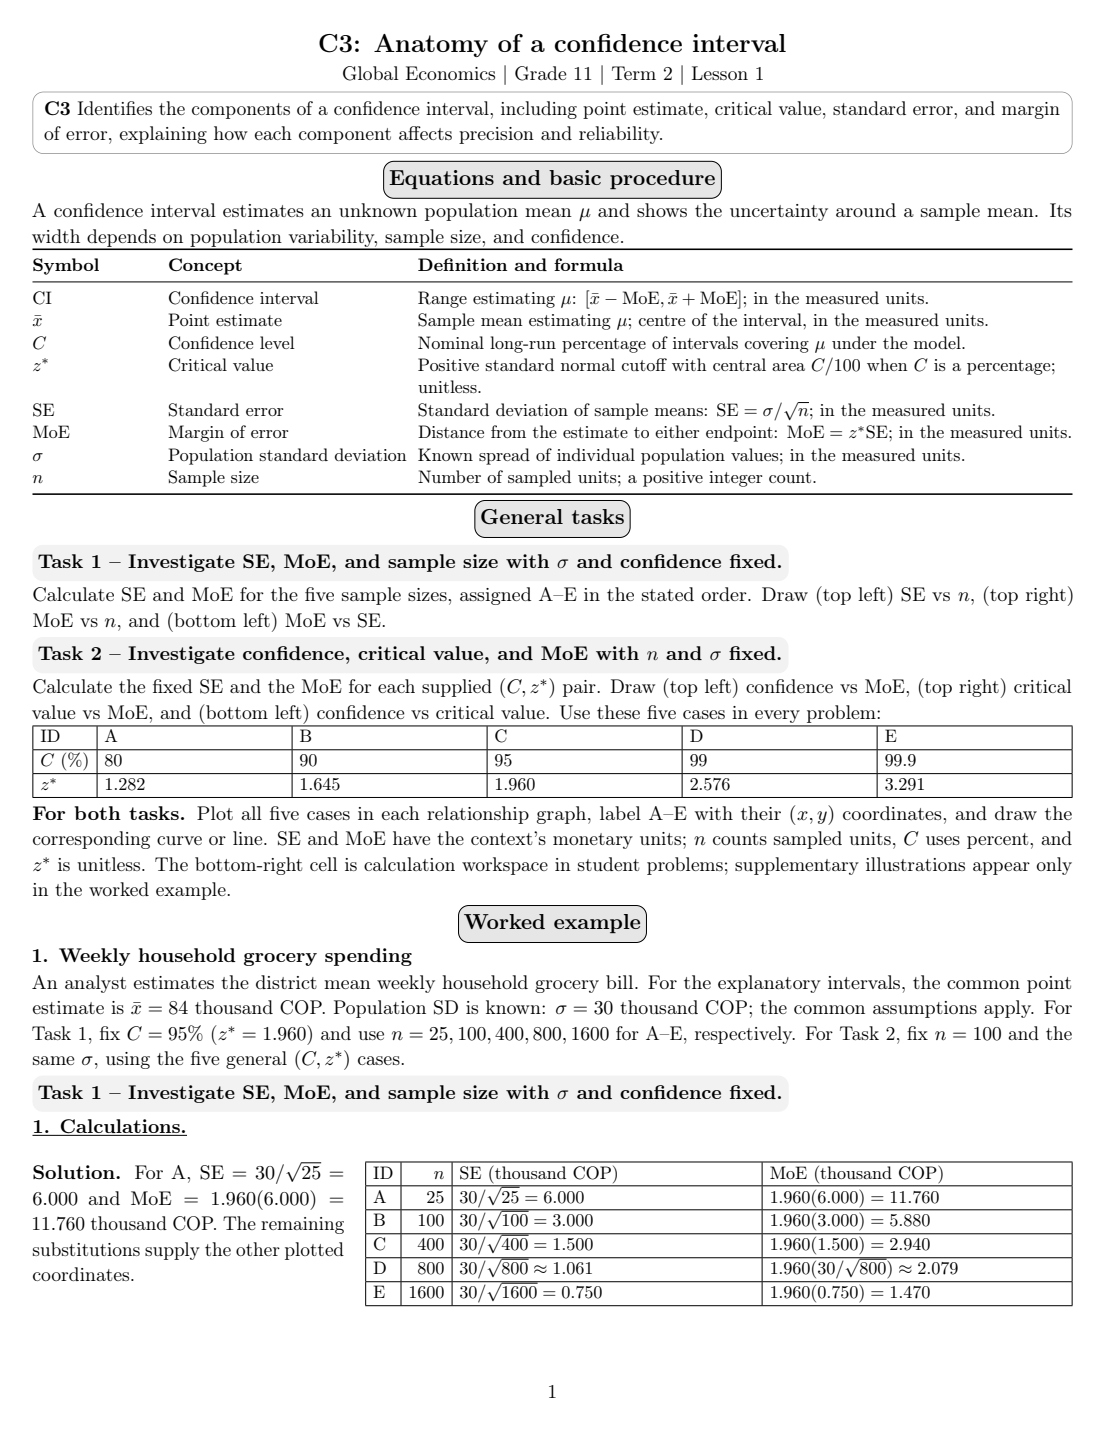 C3: Anatomy of a confidence interval
Global Economics | Grade 11 | Term 2 | Lesson 1
C3 Identifies the components of a confidence interval, including point estimate, critical value, standard error, and margin
of error, explaining how each component affects precision and reliability.
Equations and basic procedure
A confidence interval estimates an unknown population mean μ and shows the uncertainty around a sample mean. Its
width depends on population variability, sample size, and confidence.
Symbol Concept Definition and formula
CI Confidence interval Range estimating μ: [x̄ − MoE, x̄ + MoE]; in the measured units.
x̄ Point estimate Sample mean estimating μ; centre of the interval, in the measured units.
C Confidence level Nominal long-run percentage of intervals covering μ under the model.
z* Critical value Positive standard normal cutoff with central area C/100 when C is a percentage;
unitless.
SE Standard error Standard deviation of sample means: SE = σ/√n; in the measured units.
MoE Margin of error Distance from the estimate to either endpoint: MoE = z*SE; in the measured units.
σ Population standard deviation Known spread of individual population values; in the measured units.
n Sample size Number of sampled units; a positive integer count.
General tasks
Task 1 – Investigate SE, MoE, and sample size with σ and confidence fixed.
Calculate SE and MoE for the five sample sizes, assigned A–E in the stated order. Draw (top left) SE vs n, (top right)
MoE vs n, and (bottom left) MoE vs SE.
Task 2 – Investigate confidence, critical value, and MoE with n and σ fixed.
Calculate the fixed SE and the MoE for each supplied (C, z*) pair. Draw (top left) confidence vs MoE, (top right) critical
value vs MoE, and (bottom left) confidence vs critical value. Use these five cases in every problem:
ID A B C D E
C (%) 80 90 95 99 99.9
z* 1.282 1.645 1.960 2.576 3.291
For both tasks. Plot all five cases in each relationship graph, label A–E with their (x, y) coordinates, and draw the
corresponding curve or line. SE and MoE have the context's monetary units; n counts sampled units, C uses percent, and
z* is unitless. The bottom-right cell is calculation workspace in student problems; supplementary illustrations appear only
in the worked example.
Worked example
1. Weekly household grocery spending
An analyst estimates the district mean weekly household grocery bill. For the explanatory intervals, the common point
estimate is x̄ = 84 thousand COP. Population SD is known: σ = 30 thousand COP; the common assumptions apply. For
Task 1, fix C = 95% (z* = 1.960) and use n = 25, 100, 400, 800, 1600 for A–E, respectively. For Task 2, fix n = 100 and the
same σ, using the five general (C, z*) cases.
Task 1 – Investigate SE, MoE, and sample size with σ and confidence fixed.
1. Calculations.
Solution. For A, SE = 30/√25 =
6.000 and MoE = 1.960(6.000) =
11.760 thousand COP. The remaining
substitutions supply the other plotted
coordinates.
ID n SE (thousand COP) MoE (thousand COP)
A 25 30/√25 = 6.000 1.960(6.000) = 11.760
B 100 30/√100 = 3.000 1.960(3.000) = 5.880
C 400 30/√400 = 1.500 1.960(1.500) = 2.940
D 800 30/√800 ≈ 1.061 1.960(30/√800) ≈ 2.079
E 1600 30/√1600 = 0.750 1.960(0.750) = 1.470
1